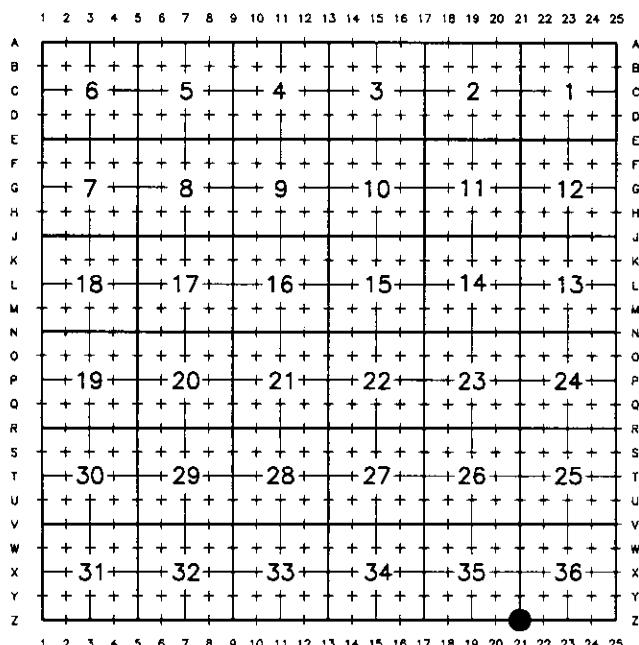 1 2 3 4 5 6 7 8 9 10 11 12 13 14 15 16 17 18 19 20 21 22 23 24 25
A A
B B
C 6 5 4 3 2 1 C
D D
E E
F F
G 7 8 9 10 11 12 G
H H
J J
K K
L 18 17 16 15 14 13 L
M M
N N
O O
P 19 20 21 22 23 24 P
Q Q
R R
S S
T 30 29 28 27 26 25 T
U U
V V
W W
X 31 32 33 34 35 36 X
Y Y
Z Z
1 2 3 4 5 6 7 8 9 10 11 12 13 14 15 16 17 18 19 20 21 22 23 24 25